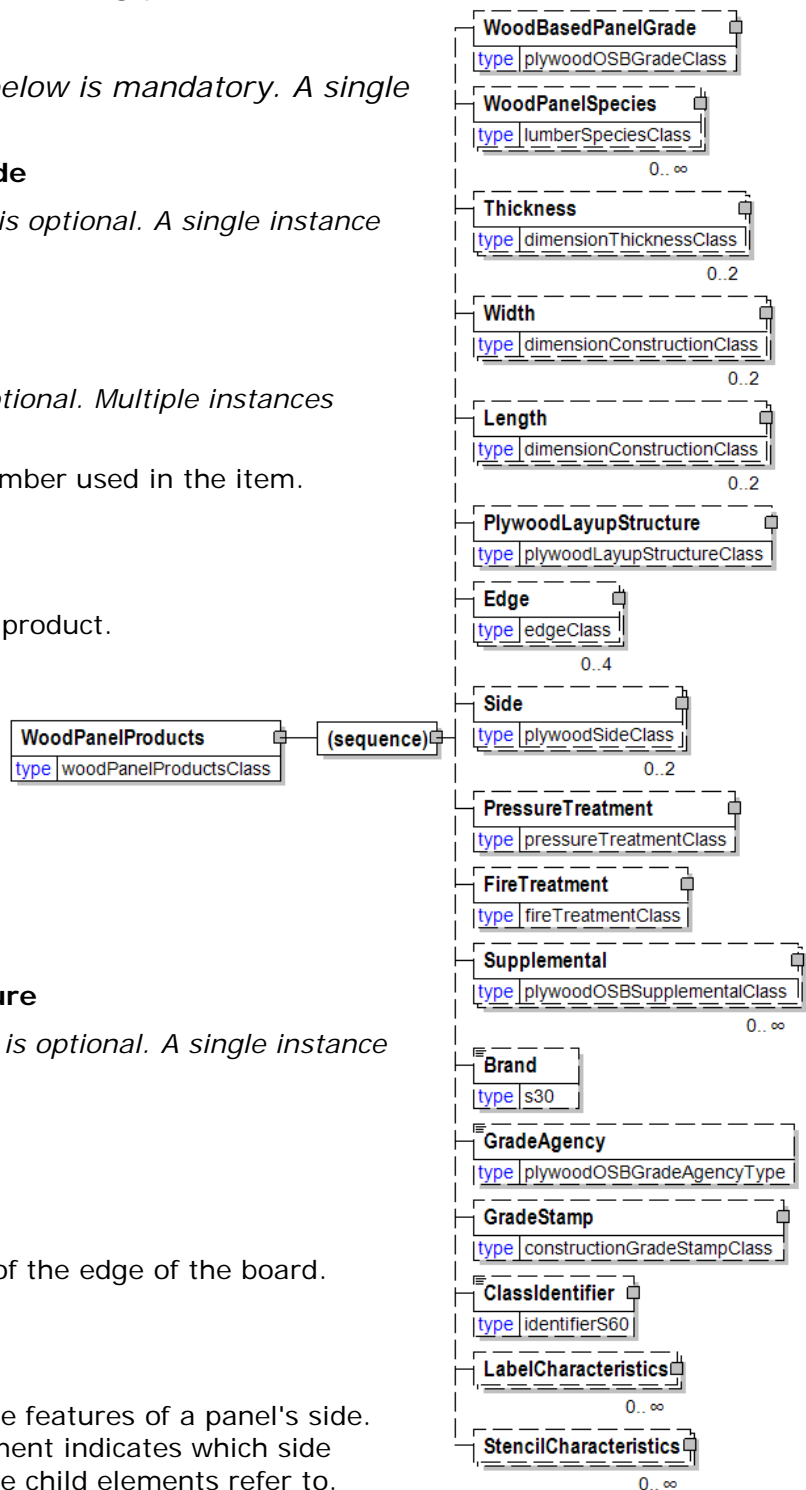 below is mandatory. A single
de
is optional. A single instance
tional. Multiple instances
mber used in the item.
product.
ure
is optional. A single instance
of the edge of the board.
e features of a panel's side.
ment indicates which side
e child elements refer to.
WoodPanelProducts
type woodPanelProductsClass
(sequence)
WoodBasedPanelGrade
type plywoodOSBGradeClass
WoodPanelSpecies
type lumberSpeciesClass
0.. ∞
Thickness
type dimensionThicknessClass
0..2
Width
type dimensionConstructionClass
0..2
Length
type dimensionConstructionClass
0..2
PlywoodLayupStructure
type plywoodLayupStructureClass
Edge
type edgeClass
0..4
Side
type plywoodSideClass
0..2
PressureTreatment
type pressureTreatmentClass
FireTreatment
type fireTreatmentClass
Supplemental
type plywoodOSBSupplementalClass
0.. ∞
Brand
type s30
GradeAgency
type plywoodOSBGradeAgencyType
GradeStamp
type constructionGradeStampClass
ClassIdentifier
type identifierS60
LabelCharacteristics
0.. ∞
StencilCharacteristics
0.. ∞